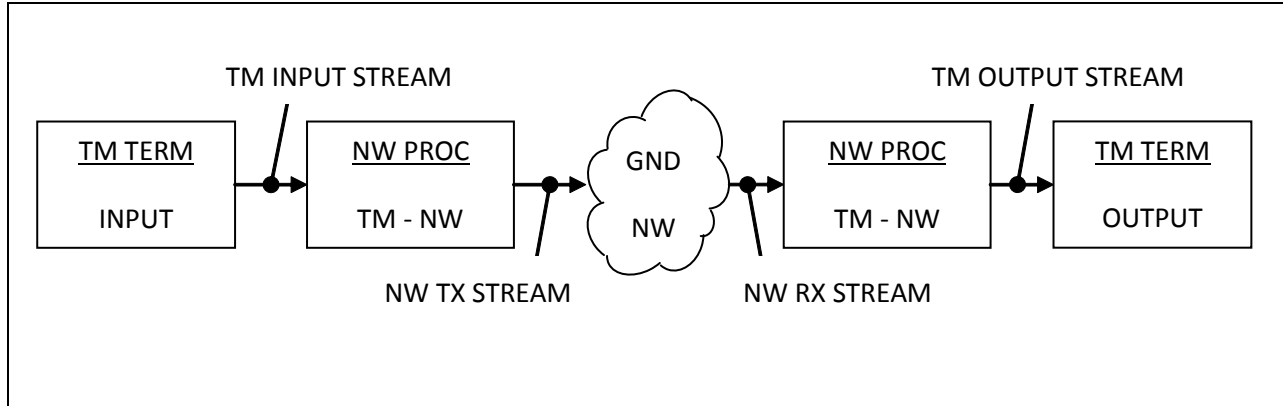 TM INPUT STREAM
TM OUTPUT STREAM
TM TERM
INPUT
NW PROC
TM - NW
GND
NW
NW PROC
TM - NW
TM TERM
OUTPUT
NW TX STREAM
NW RX STREAM